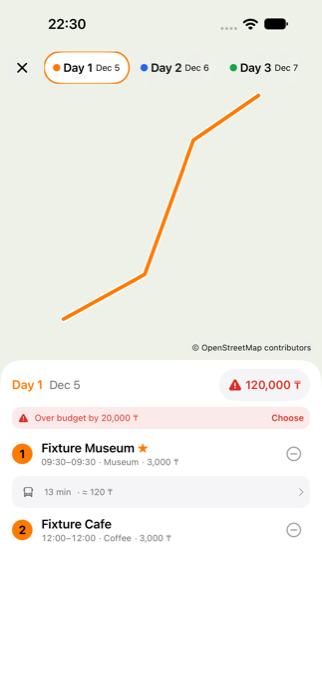 22:30
Day 1 Dec 5
Day 2 Dec 6
Day 3 Dec 7
© OpenStreetMap contributors
Day 1 Dec 5
120,000 ₸
Over budget by 20,000 ₸
Choose
1
Fixture Museum ★
09:30–09:30 · Museum · 3,000 ₸
13 min · ≈ 120 ₸
2
Fixture Cafe
12:00–12:00 · Coffee · 3,000 ₸